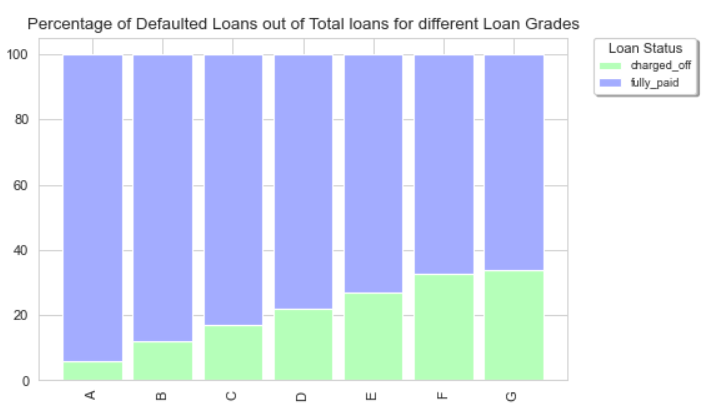 Percentage of Defaulted Loans out of Total loans for different Loan Grades
Loan Status
charged_off
fully_paid
100
80
60
40
20
0
A B C D E F G